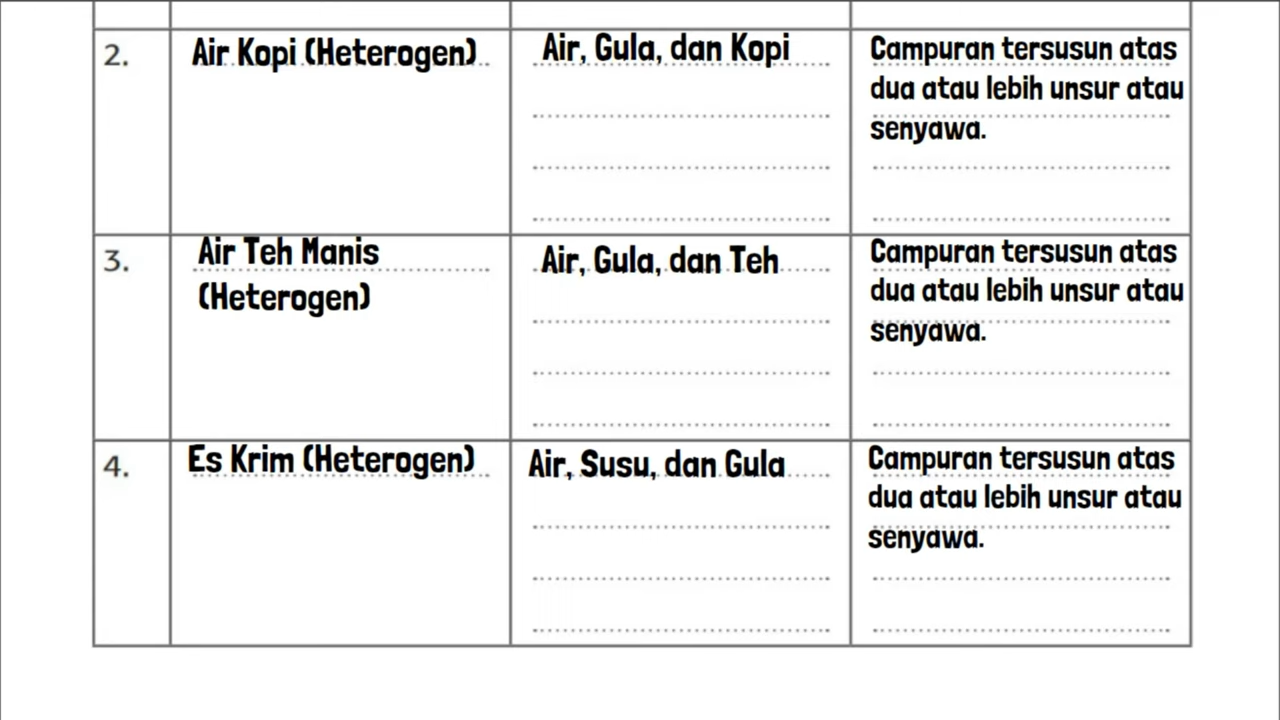 2.
Air Kopi (Heterogen)
Air, Gula, dan Kopi
Campuran tersusun atas
dua atau lebih unsur atau
senyawa.
3.
Air Teh Manis
(Heterogen)
Air, Gula, dan Teh
Campuran tersusun atas
dua atau lebih unsur atau
senyawa.
4.
Es Krim (Heterogen)
Air, Susu, dan Gula
Campuran tersusun atas
dua atau lebih unsur atau
senyawa.